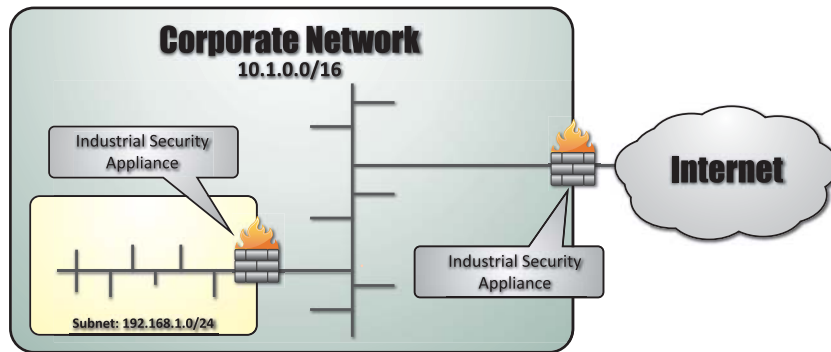 Corporate Network
10.1.0.0/16
Industrial Security
Appliance
Internet
Industrial Security
Appliance
Subnet: 192.168.1.0/24